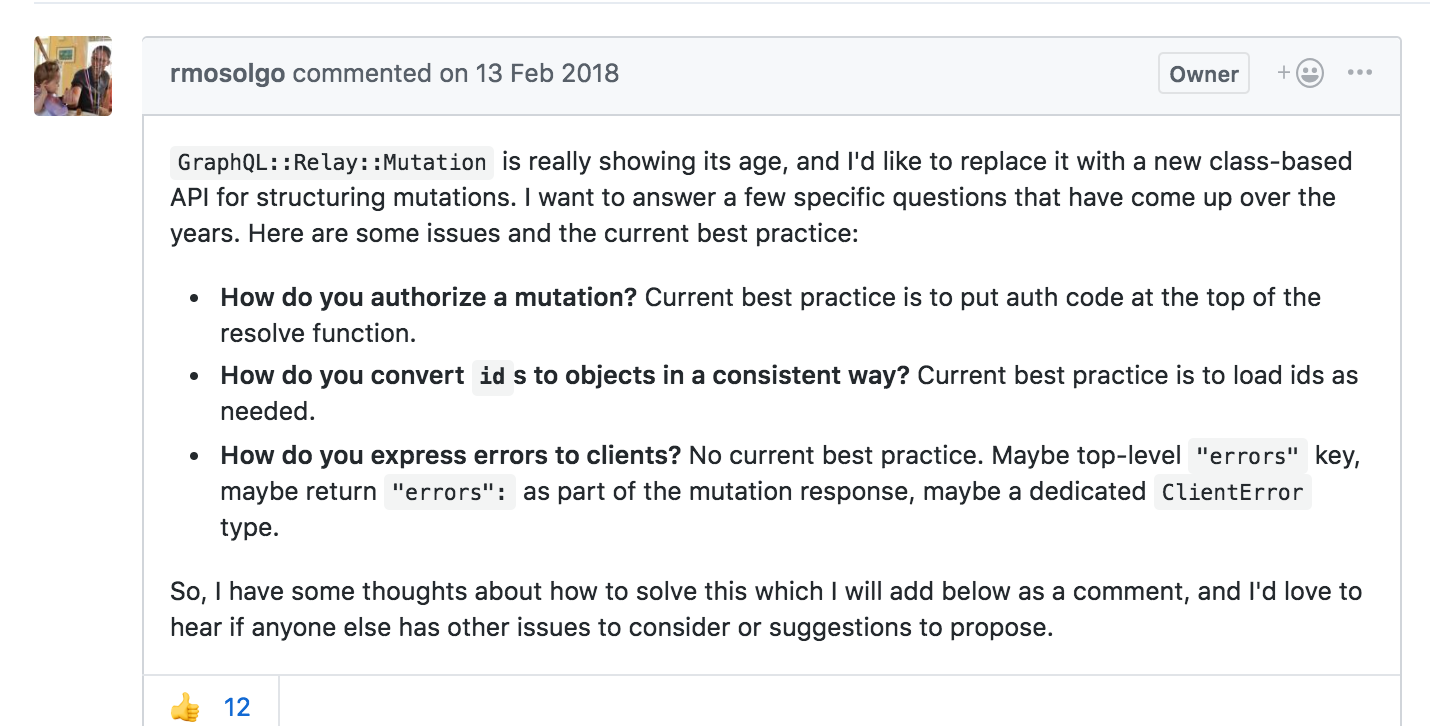 rmosolgo commented on 13 Feb 2018
Owner
GraphQL::Relay::Mutation is really showing its age, and I'd like to replace it with a new class-based
API for structuring mutations. I want to answer a few specific questions that have come up over the
years. Here are some issues and the current best practice:
• How do you authorize a mutation? Current best practice is to put auth code at the top of the
resolve function.
• How do you convert id s to objects in a consistent way? Current best practice is to load ids as
needed.
• How do you express errors to clients? No current best practice. Maybe top-level "errors" key,
maybe return "errors": as part of the mutation response, maybe a dedicated ClientError
type.
So, I have some thoughts about how to solve this which I will add below as a comment, and I'd love to
hear if anyone else has other issues to consider or suggestions to propose.
👍 12